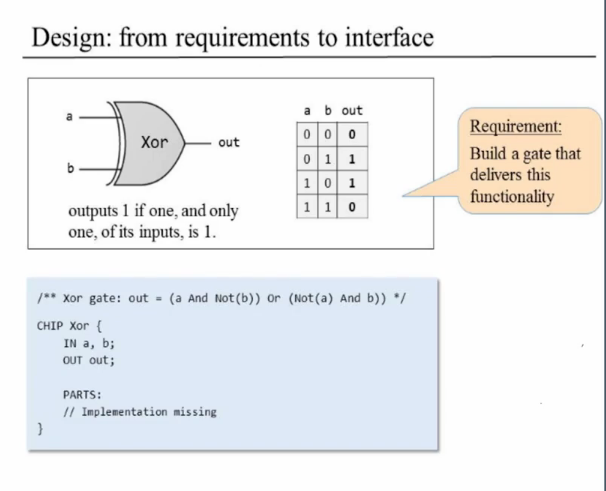 Design: from requirements to interface
a b out
a
Xor
out
b
0 0 0
0 1 1
1 0 1
1 1 0
outputs 1 if one, and only
one, of its inputs, is 1.
Requirement:
Build a gate that
delivers this
functionality
/** Xor gate: out = (a And Not(b)) Or (Not(a) And b)) */
CHIP Xor {
IN a, b;
OUT out;
PARTS:
// Implementation missing
}